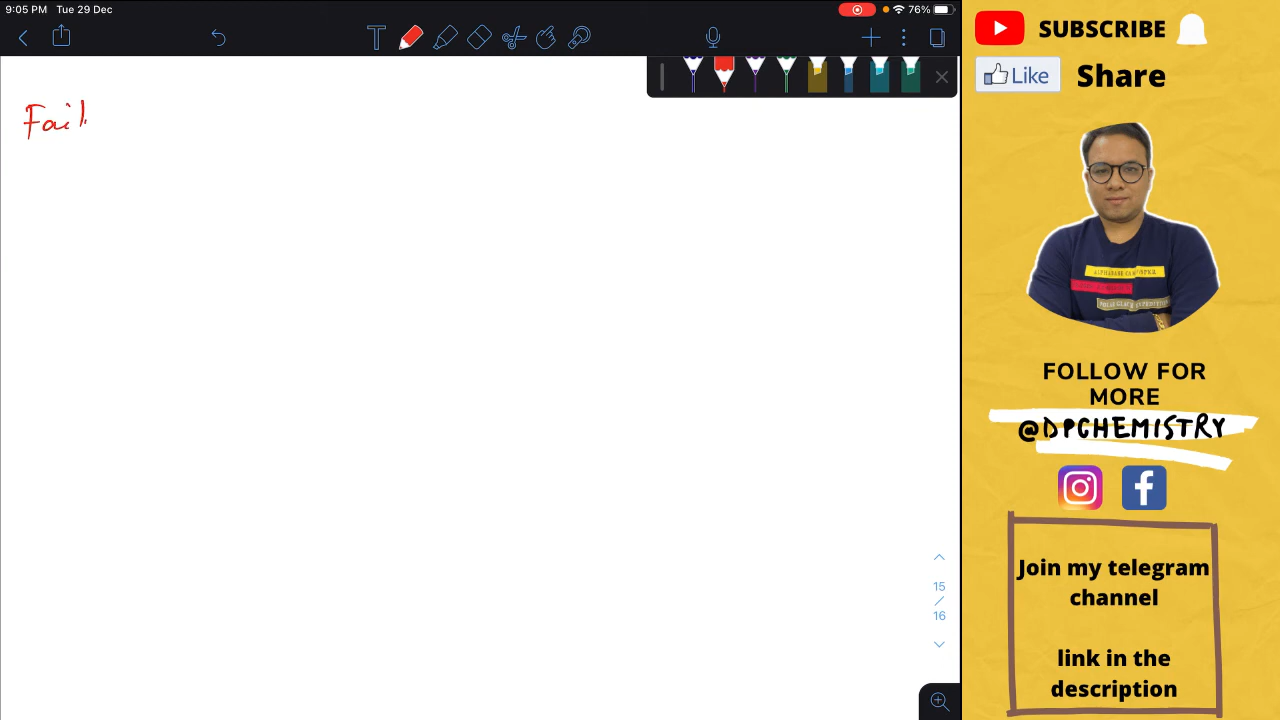 9:05 PM Tue 29 Dec
76%
T
Fail
15
/
16
SUBSCRIBE
Like
Share
FOLLOW FOR
MORE
@DPCHEMISTRY
Join my telegram
channel
link in the
description